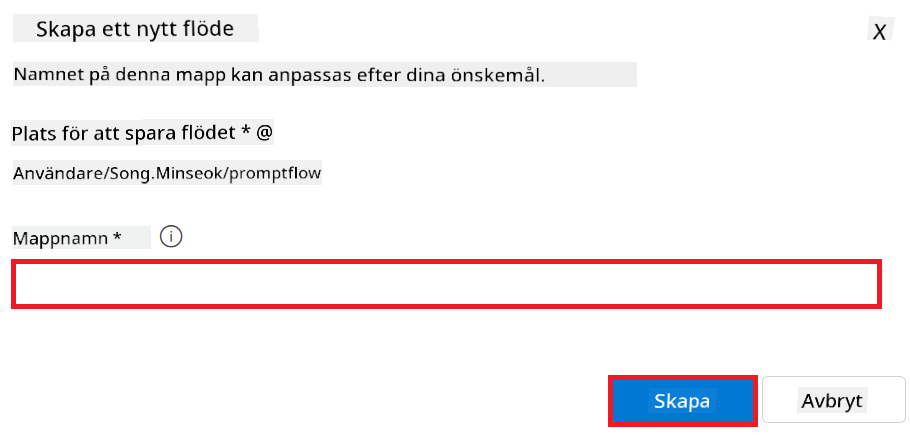 Skapa ett nytt flöde
X
Namnet på denna mapp kan anpassas efter dina önskemål.
Plats för att spara flödet * @
Användare/Song.Minseok/promptflow
Mappnamn * i
Skapa
Avbryt